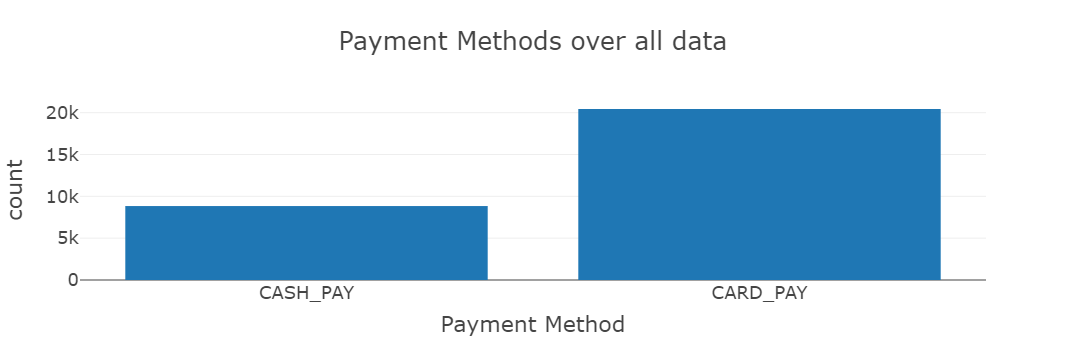 Payment Methods over all data
20k
15k
10k
5k
0
count
CASH_PAY
CARD_PAY
Payment Method